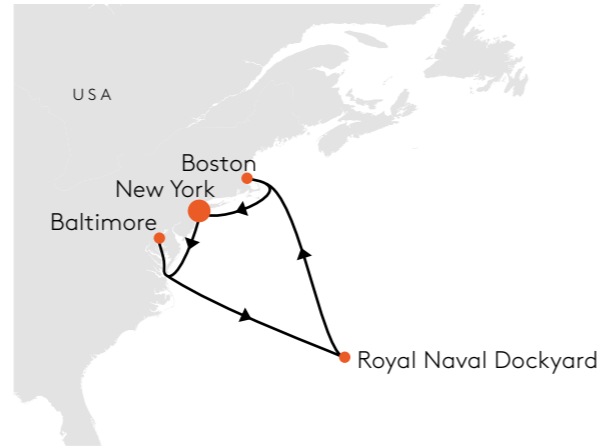 USA
Boston
New York
Baltimore
Royal Naval Dockyard